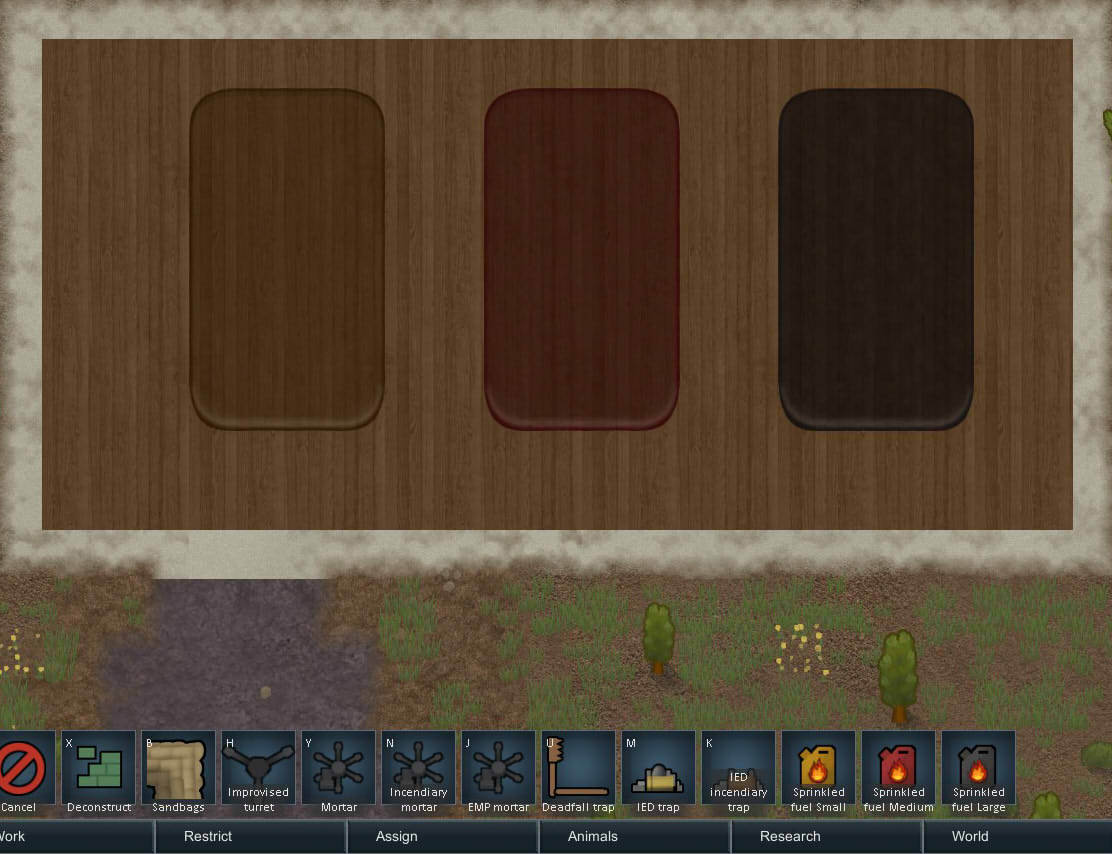 X
B
H
Y
N
J
U
M
K
Cancel
Deconstruct
Sandbags
Improvised
turret
Mortar
Incendiary
mortar
EMP mortar
Deadfall trap
IED trap
IED
incendiary
trap
Sprinkled
fuel Small
Sprinkled
fuel Medium
Sprinkled
fuel Large
Work
Restrict
Assign
Animals
Research
World